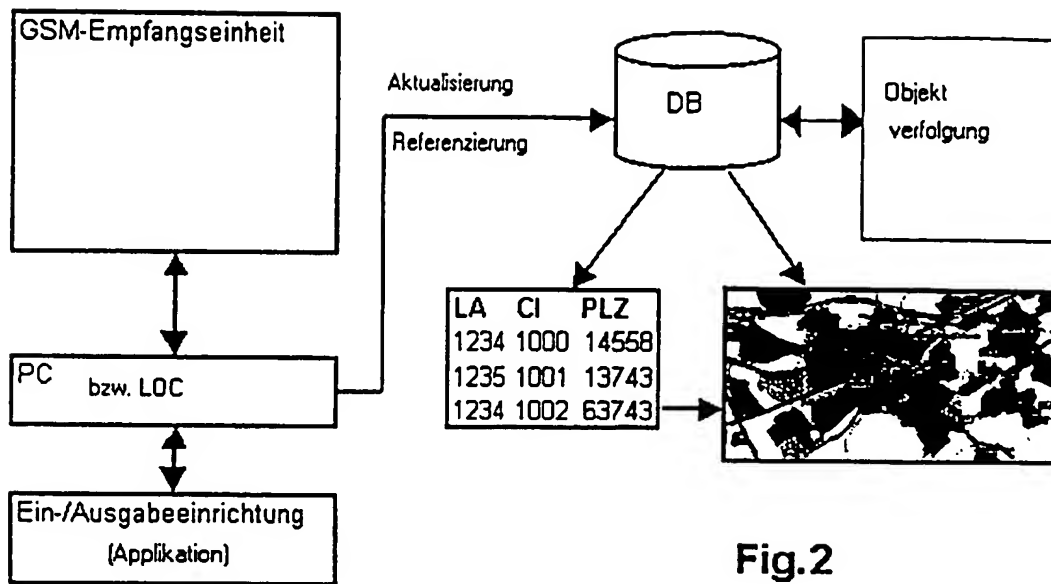 GSM-Empfangseinheit
Aktualisierung
Referenzierung
DB
Objekt
verfolgung
LA CI PLZ
1234 1000 14558
1235 1001 13743
1234 1002 63743
PC bzw. LOC
Ein-/Ausgabeeinrichtung
(Applikation)
Fig.2